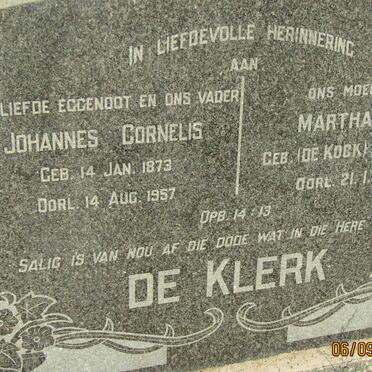 IN LIEFDEVOLLE HERINNERING
AAN
LIEFDE EGGENOOT EN ONS VADER
JOHANNES CORNELIS
GEB. 14 JAN. 1873
OORL. 14 AUG. 1957
ONS MOE
MARTHA
GEB. (DE KOCK)
OORL. 21.1.
OPB. 14:13
SALIG IS VAN NOU AF DIE DODE WAT IN DIE HERE
DE KLERK
06/09